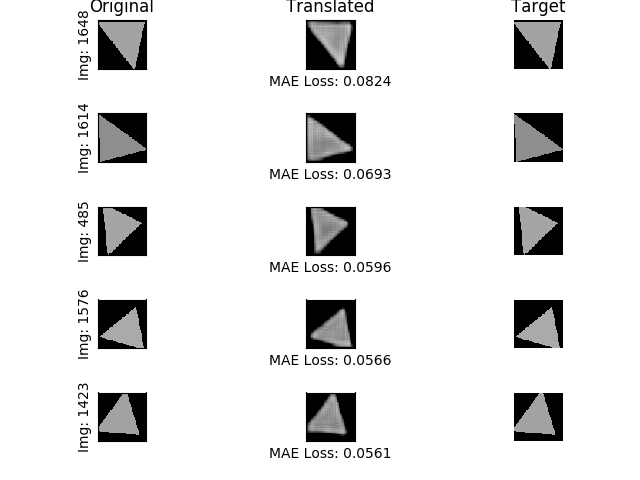 Original Translated Target
Img: 1648
MAE Loss: 0.0824
Img: 1614
MAE Loss: 0.0693
Img: 485
MAE Loss: 0.0596
Img: 1576
MAE Loss: 0.0566
Img: 1423
MAE Loss: 0.0561